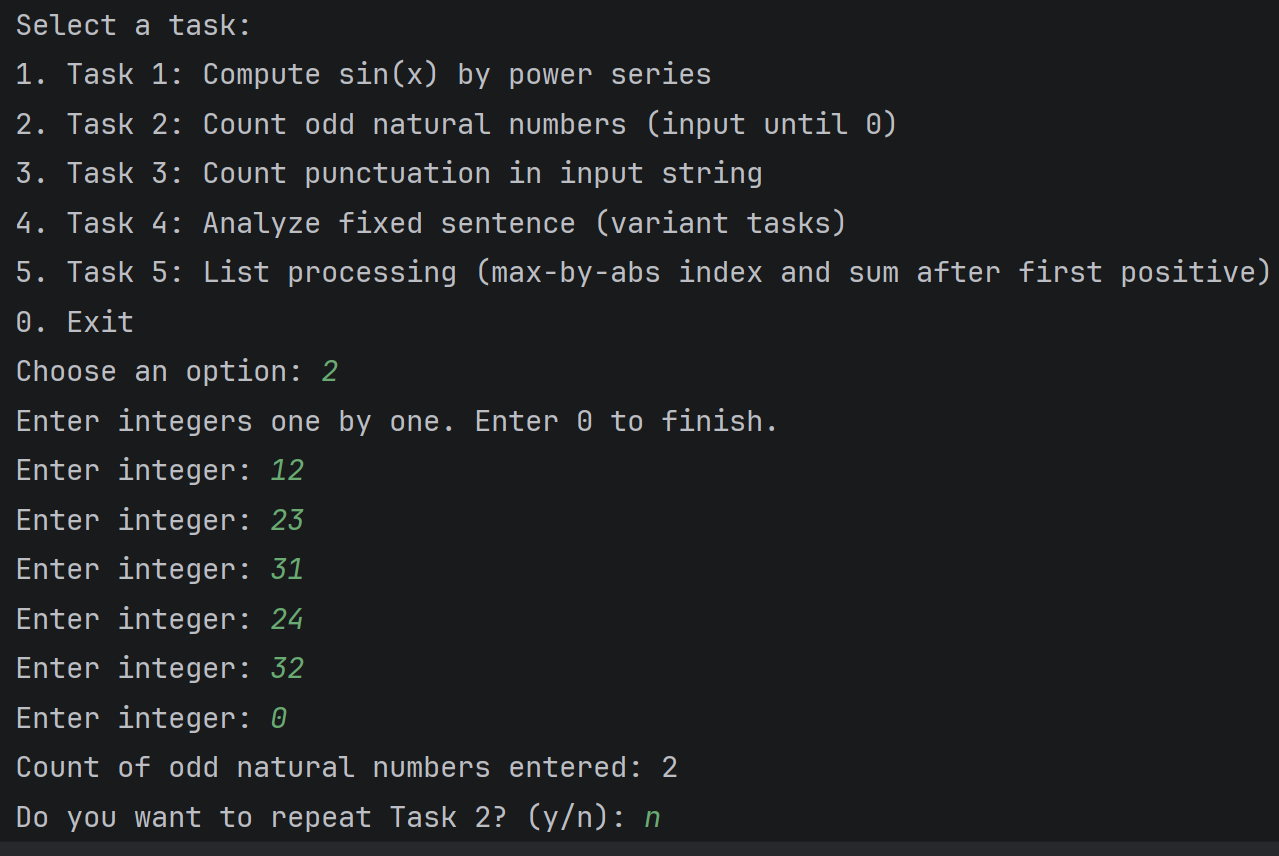 Select a task:
1. Task 1: Compute sin(x) by power series
2. Task 2: Count odd natural numbers (input until 0)
3. Task 3: Count punctuation in input string
4. Task 4: Analyze fixed sentence (variant tasks)
5. Task 5: List processing (max-by-abs index and sum after first positive)
0. Exit
Choose an option: 2
Enter integers one by one. Enter 0 to finish.
Enter integer: 12
Enter integer: 23
Enter integer: 31
Enter integer: 24
Enter integer: 32
Enter integer: 0
Count of odd natural numbers entered: 2
Do you want to repeat Task 2? (y/n): n